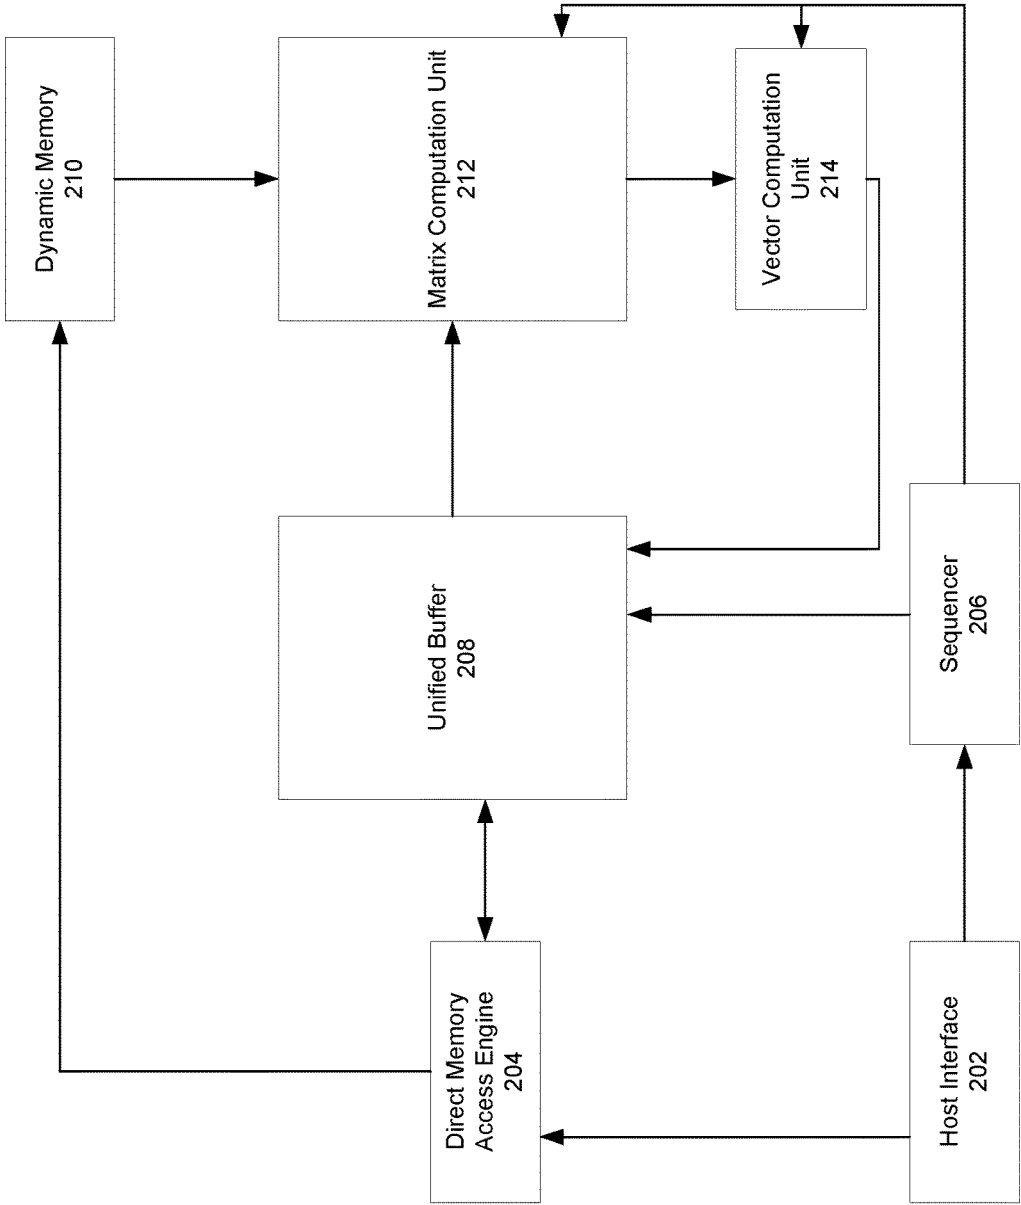 Dynamic Memory
210
Matrix Computation Unit
212
Vector Computation
Unit
214
Unified Buffer
208
Sequencer
206
Direct Memory
Access Engine
204
Host Interface
202